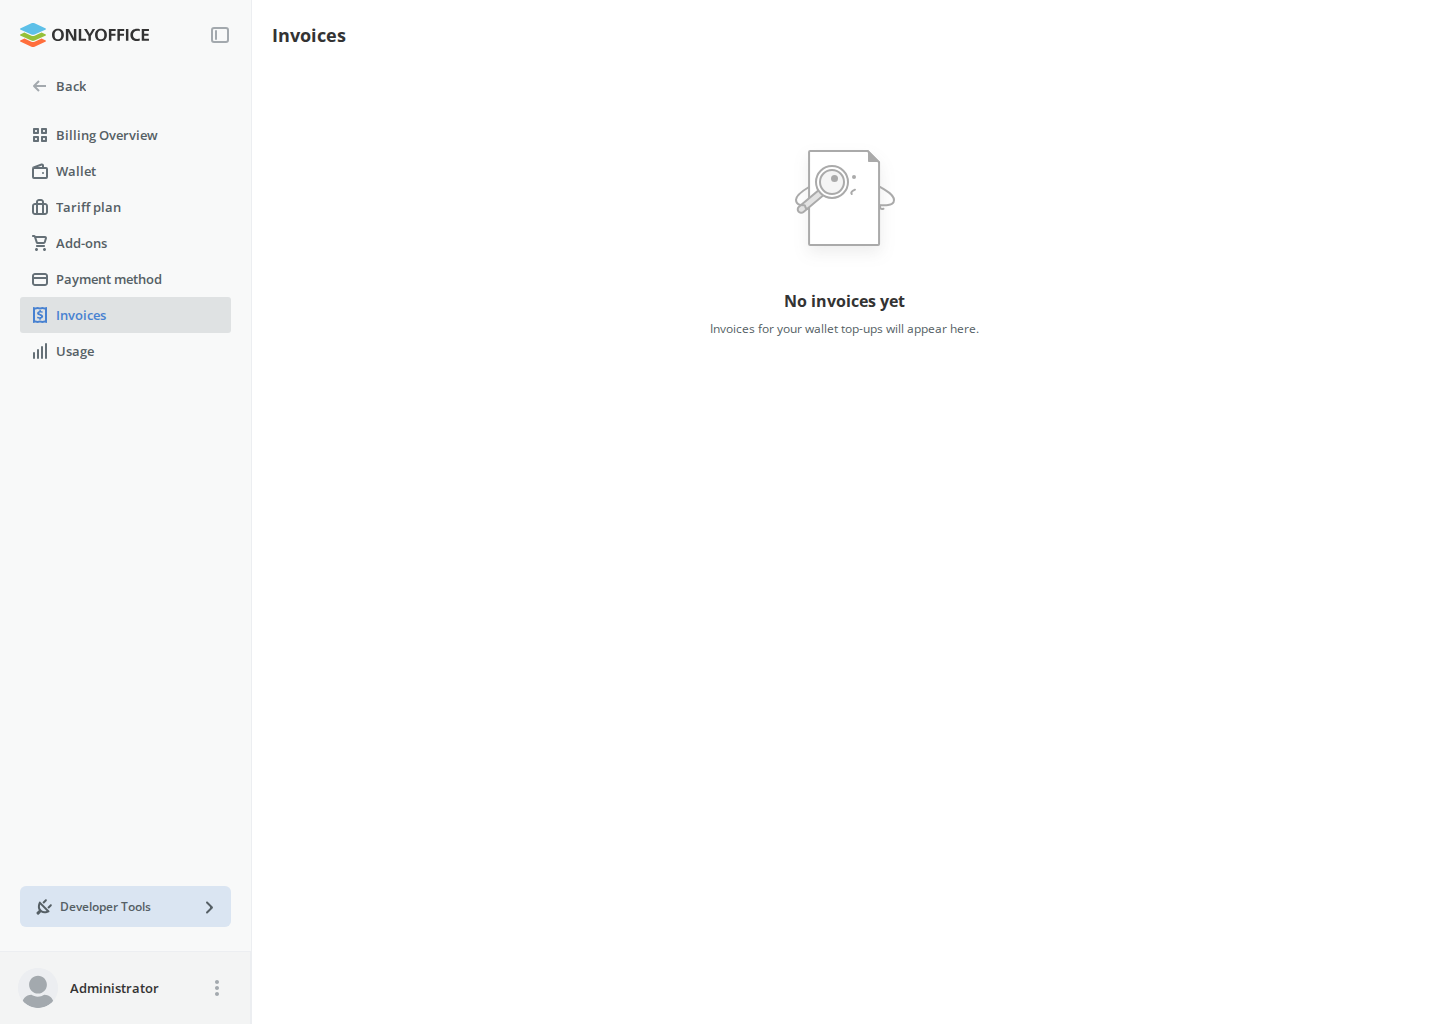 ONLYOFFICE
Back
Billing Overview
Wallet
Tariff plan
Add-ons
Payment method
Invoices
Usage
Developer Tools
Administrator
Invoices
No invoices yet
Invoices for your wallet top-ups will appear here.